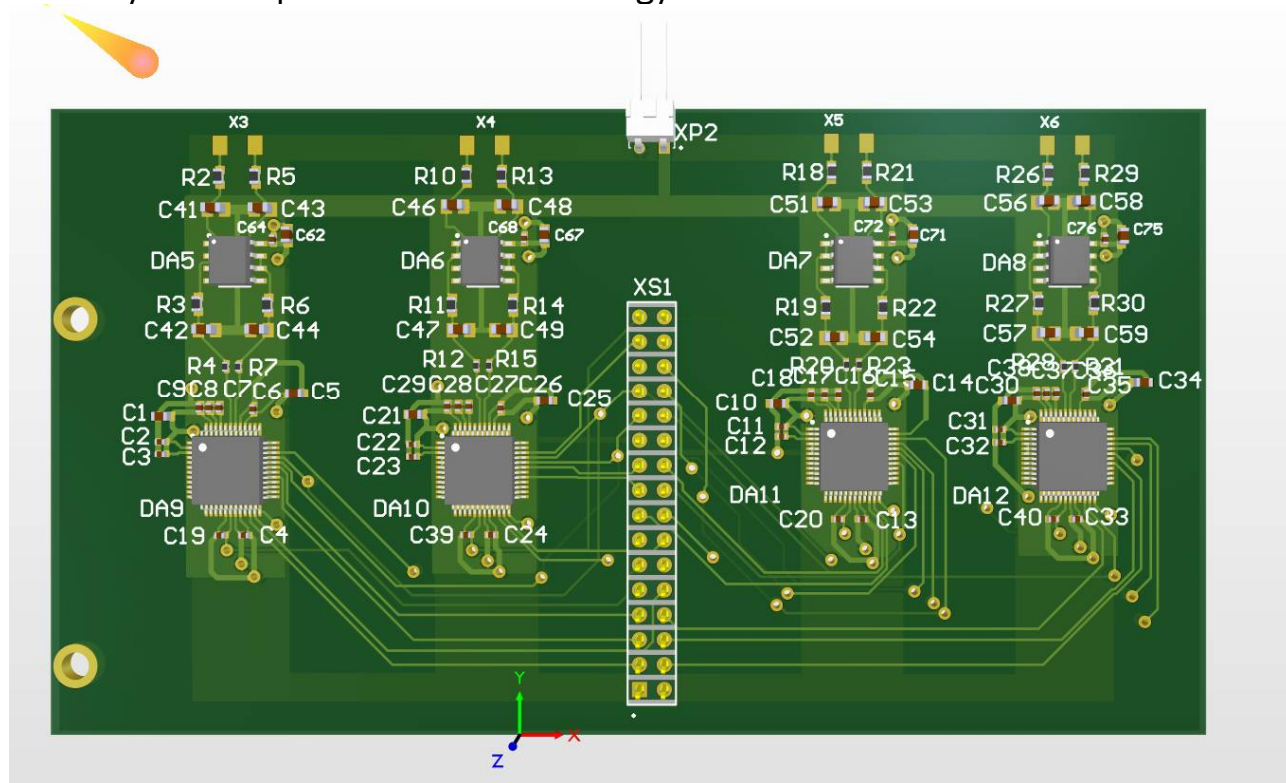 X3 X4 XP2 X5 X6
R2 R5 R10 R13 R18 R21 R26 R29
C41 C43 C46 C48 C51 C53 C56 C58
C64 C62 C68 C67 C72 C71 C76 C75
DA5 DA6 DA7 DA8
XS1
R3 R6 R11 R14 R19 R22 R27 R30
C42 C44 C47 C49 C52 C54 C57 C59
R4 R7 R12 R15 R20 R23
C9 C8 C7 C6 C5 C29 C28 C27 C26 C25 C18 C17 C16 C14 C30 C35 C34
C1 C21 C10
C2 C22 C11 C31
C3 C23 C12 C32
DA9 DA10 DA11 DA12
C19 C4 C39 C24 C20 C13 C40 C33
Y
X
Z